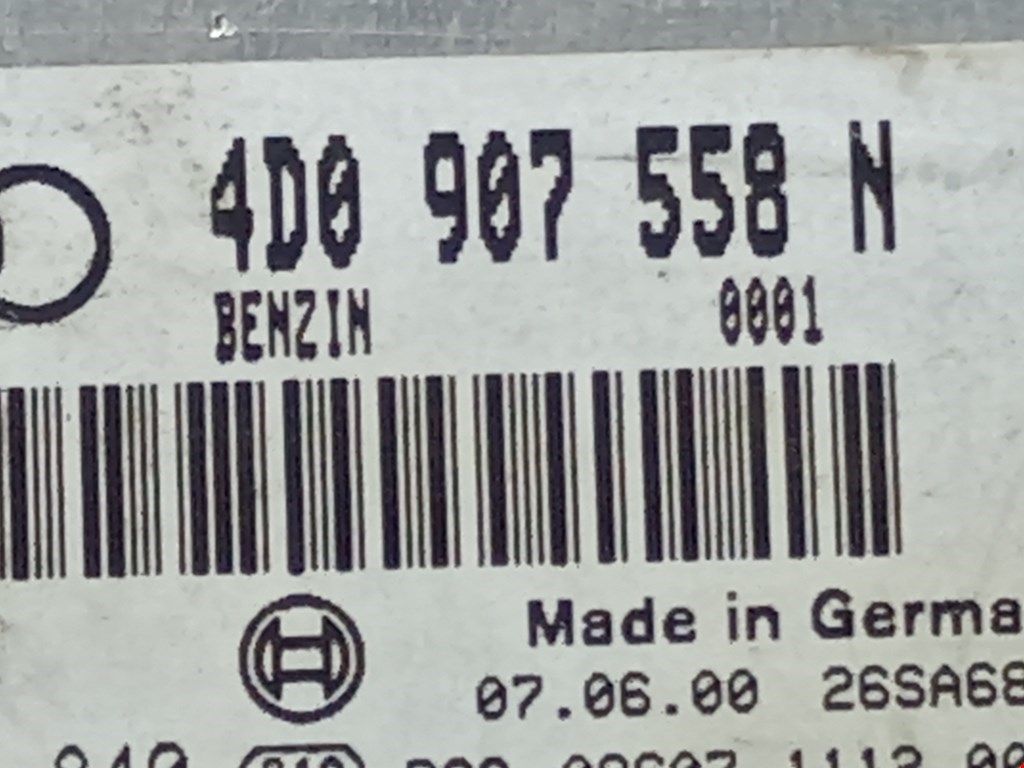 4D0 907 558 N
BENZIN 0001
Made in Germa
07.06.00 26SA68